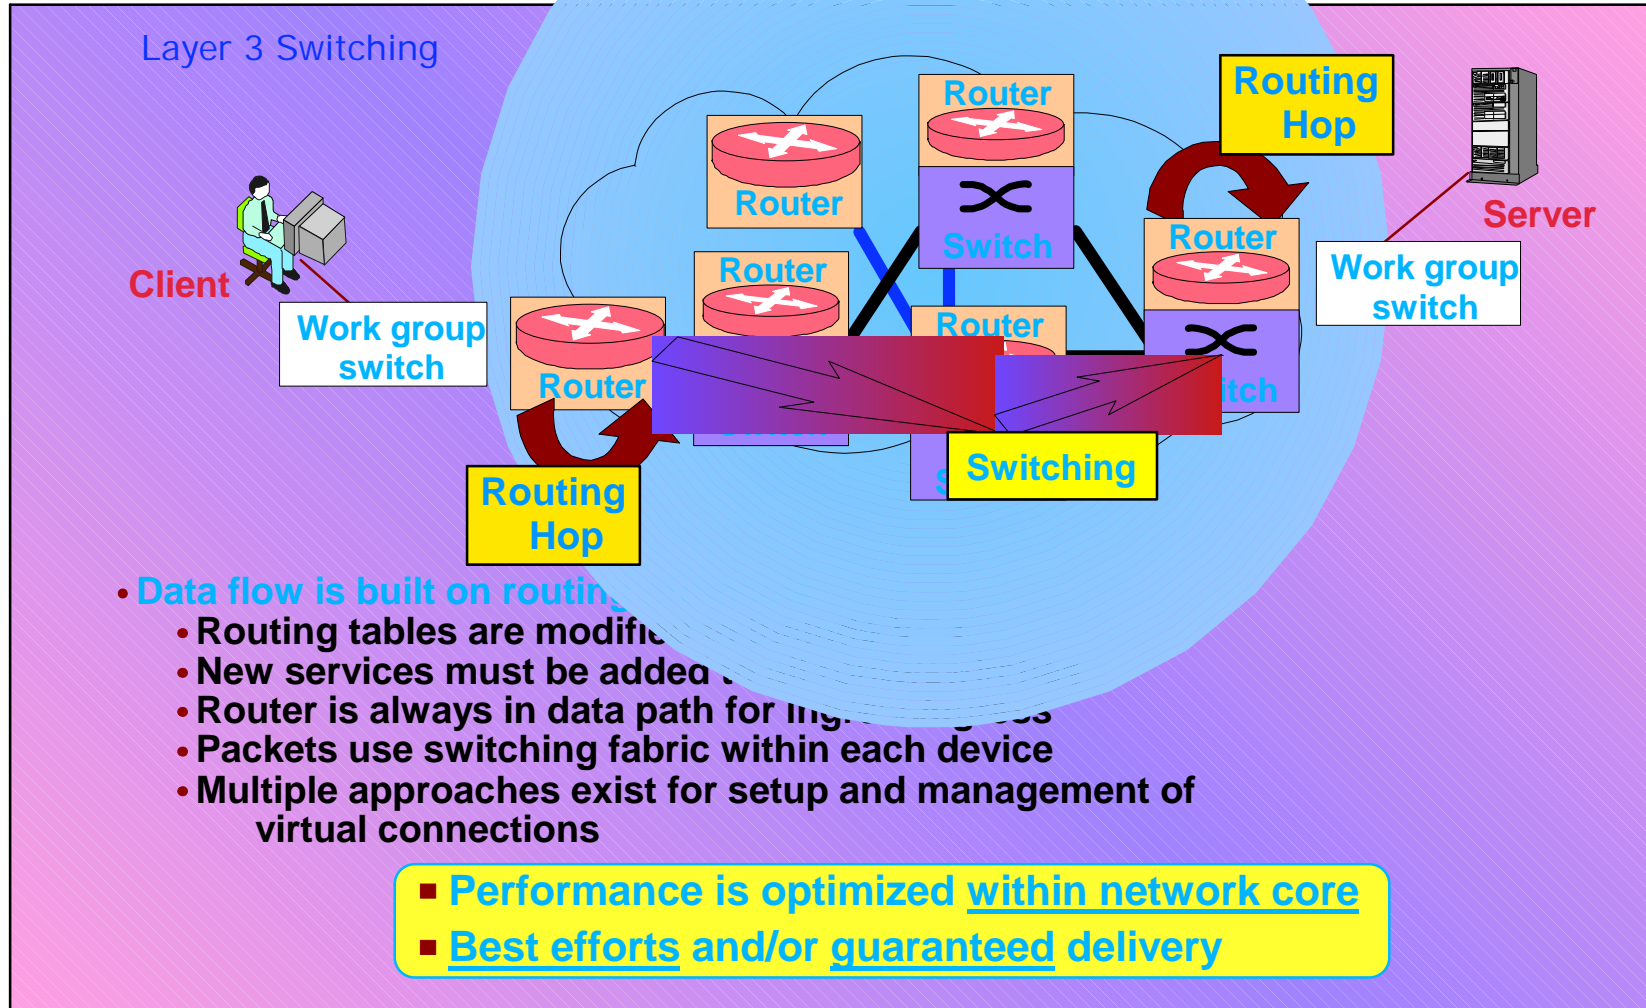 Layer 3 Switching
Router
Routing
Hop
Router
Switch
Server
Router
Work group
switch
Client
Router
Work group
switch
Router
Router
Switching
Routing
Hop
• Data flow is built on routing
• Routing tables are
• New services must be added
• Router is always in data path for
• Packets use switching fabric within each device
• Multiple approaches exist for setup and management of
virtual connections
■ Performance is optimized within network core
■ Best efforts and/or guaranteed delivery